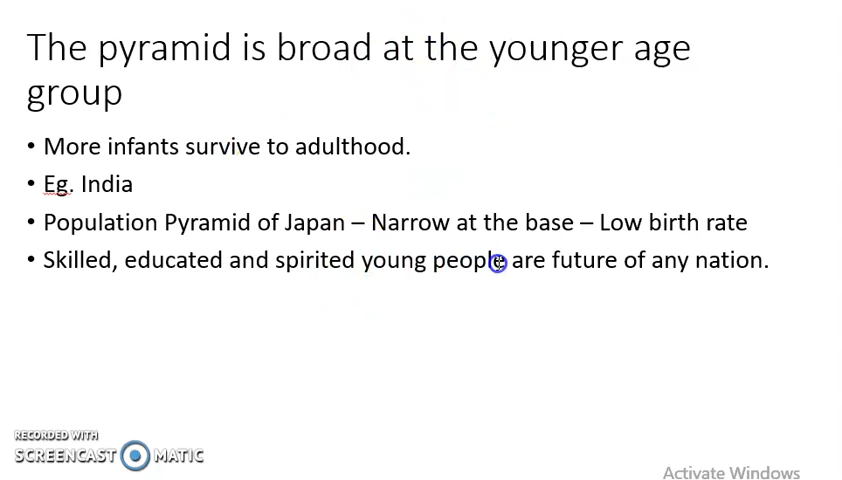 The pyramid is broad at the younger age
group
• More infants survive to adulthood.
• Eg. India
• Population Pyramid of Japan – Narrow at the base – Low birth rate
• Skilled, educated and spirited young people are future of any nation.
RECORDED WITH
SCREENCAST MATIC
Activate Windows